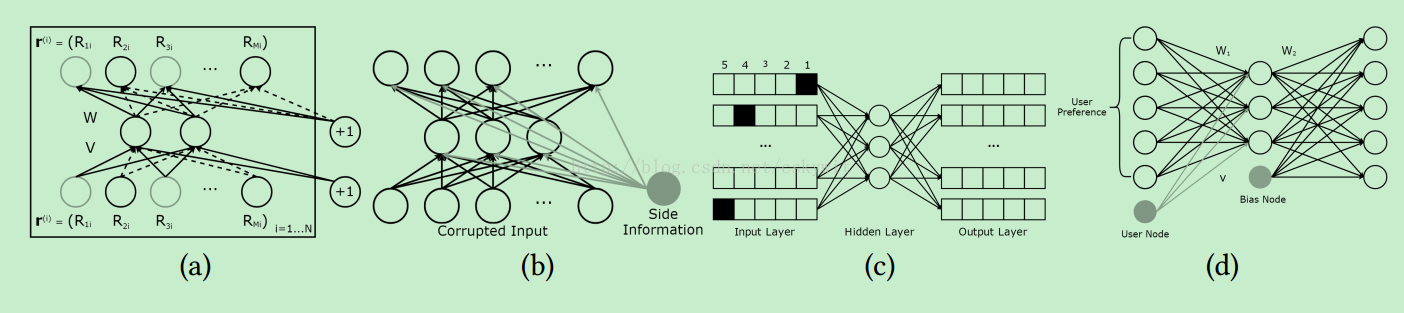 r(i) = (R1i R2i R3i ... RMi)
W
V
+1
+1
r(i) = (R1i R2i R3i ... RMi)
i=1...N
(a)
...
...
Corrupted Input
Side
Information
(b)
5 4 3 2 1
... ...
Input Layer Hidden Layer Output Layer
(c)
User
Preference
W1 W2
V
Bias Node
User Node
(d)